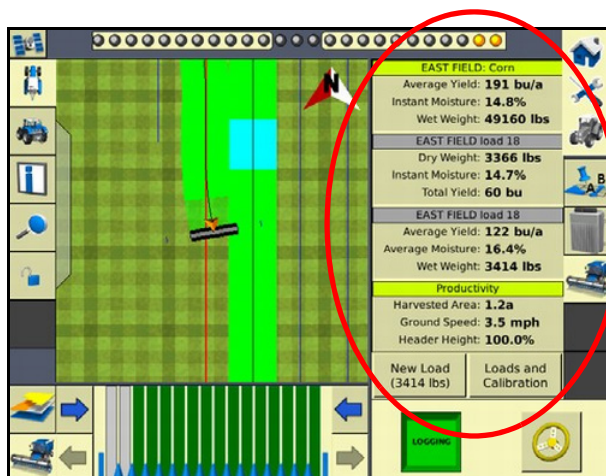 N
EAST FIELD: Corn
Average Yield: 191 bu/a
Instant Moisture: 14.8%
Wet Weight: 49160 lbs
EAST FIELD load 18
Dry Weight: 3366 lbs
Instant Moisture: 14.7%
Total Yield: 60 bu
EAST FIELD load 18
Average Yield: 122 bu/a
Average Moisture: 16.4%
Wet Weight: 3414 lbs
Productivity
Harvested Area: 1.2a
Ground Speed: 3.5 mph
Header Height: 100.0%
New Load
(3414 lbs)
Loads and
Calibration
LOGGING
A
B